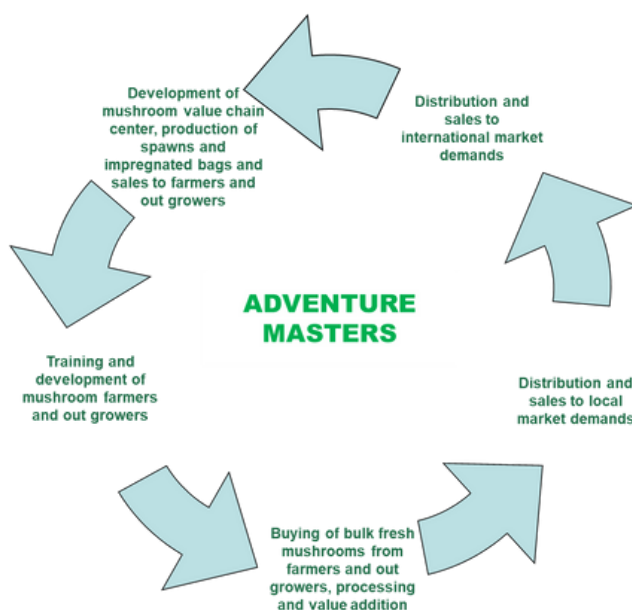 Development of
mushroom value chain
center, production of
spawns and
impregnated bags and
sales to farmers and
out growers
Distribution and
sales to
international market
demands
ADVENTURE
MASTERS
Training and
development of
mushroom farmers
and out growers
Distribution and
sales to local
market demands
Buying of bulk fresh
mushrooms from
farmers and out
growers, processing
and value addition